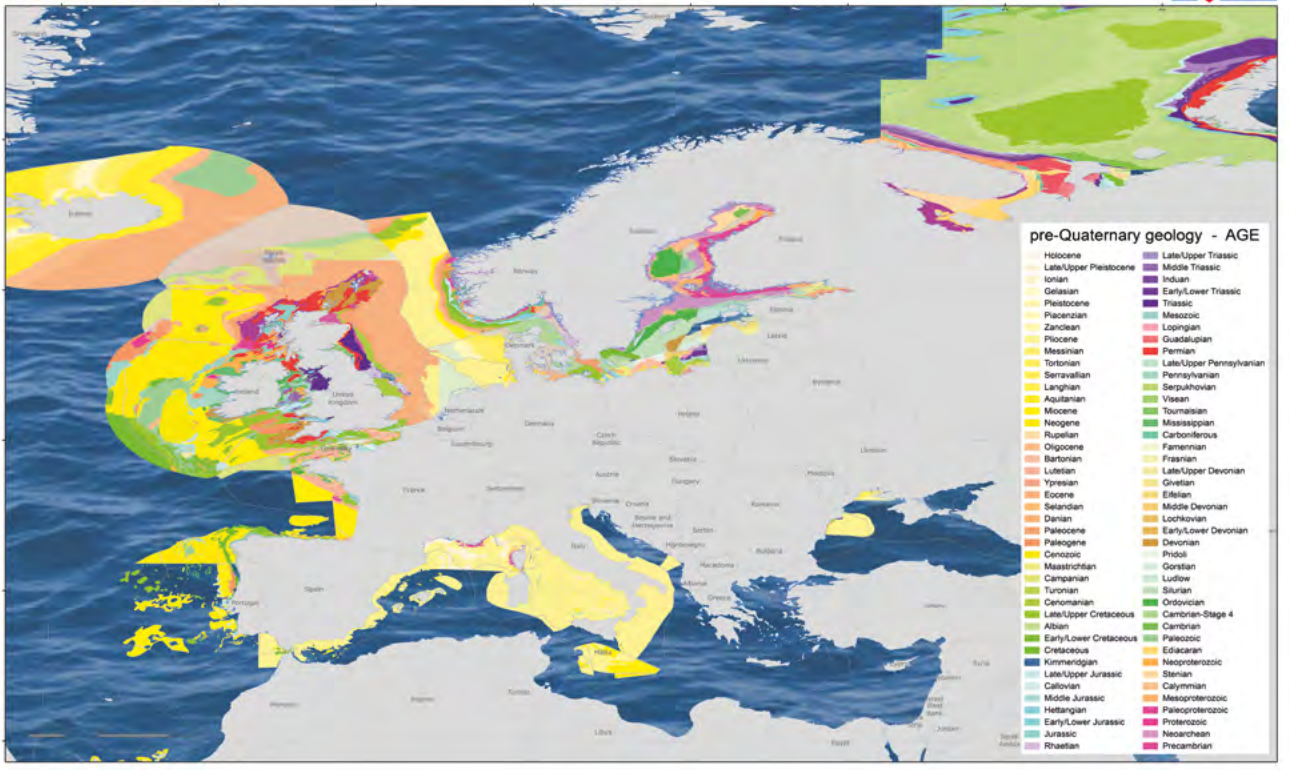 Greenland
Svalbard
Iceland
Faroe Islands
Sweden
Finland
Norway
Estonia
Latvia
Denmark
Lithuania
Belarus
Ireland
United Kingdom
Netherlands
Poland
Belgium
Germany
Luxembourg
Czech Republic
Ukraine
Slovakia
Moldova
France
Switzerland
Austria
Hungary
Slovenia
Croatia
Romania
Bosnia and Herzegovina
Serbia
Italy
Montenegro
Bulgaria
Macedonia
Albania
Spain
Portugal
Greece
Malta
Syria
Tunisia
Morocco
Algeria
Jordan
Libya
Egypt
pre-Quaternary geology - AGE
Holocene
Late/Upper Pleistocene
Ionian
Gelasian
Pleistocene
Piacenzian
Zanclean
Pliocene
Messinian
Tortonian
Serravallian
Langhian
Aquitanian
Miocene
Neogene
Rupelian
Oligocene
Bartonian
Lutetian
Ypresian
Eocene
Selandian
Danian
Paleocene
Paleogene
Cenozoic
Maastrichtian
Campanian
Turonian
Cenomanian
Late/Upper Cretaceous
Albian
Early/Lower Cretaceous
Cretaceous
Kimmeridgian
Late/Upper Jurassic
Callovian
Middle Jurassic
Hettangian
Early/Lower Jurassic
Jurassic
Rhaetian
Late/Upper Triassic
Middle Triassic
Induan
Early/Lower Triassic
Triassic
Mesozoic
Lopingian
Guadalupian
Permian
Late/Upper Pennsylvanian
Pennsylvanian
Serpukhovian
Visean
Tournaisian
Mississippian
Carboniferous
Famennian
Frasnian
Late/Upper Devonian
Givetian
Eifelian
Middle Devonian
Lochkovian
Early/Lower Devonian
Devonian
Pridoli
Gorstian
Ludlow
Silurian
Ordovician
Cambrian-Stage 4
Cambrian
Paleozoic
Ediacaran
Neoproterozoic
Stenian
Calymmian
Mesoproterozoic
Paleoproterozoic
Proterozoic
Neoarchean
Precambrian